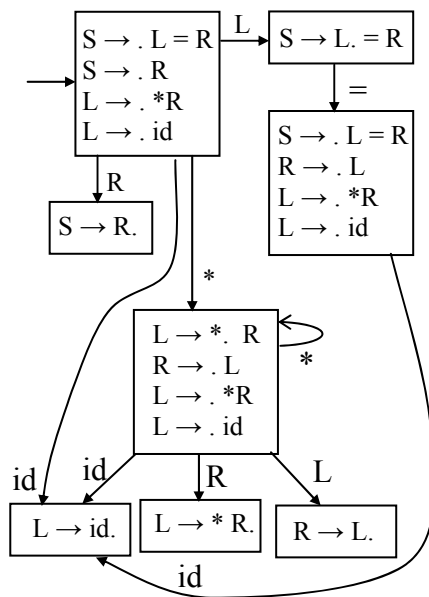 S → . L = R
S → . R
L → . *R
L → . id
L
S → L. = R
=
S → . L = R
R → . L
L → . *R
L → . id
R
S → R.
*
L → *. R
R → . L
L → . *R
L → . id
*
id
id
R
L
L → id.
L → * R.
R → L.
id